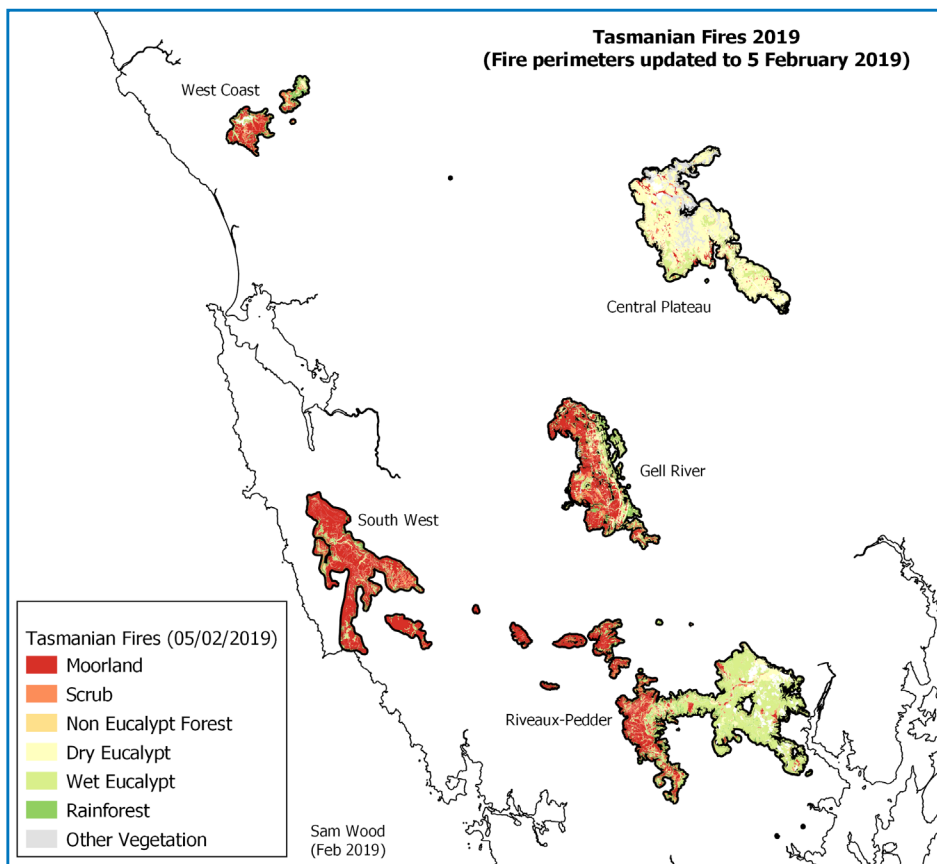 Tasmanian Fires 2019
(Fire perimeters updated to 5 February 2019)
West Coast
Central Plateau
Gell River
South West
Riveaux-Pedder
Tasmanian Fires (05/02/2019)
Moorland
Scrub
Non Eucalypt Forest
Dry Eucalypt
Wet Eucalypt
Rainforest
Other Vegetation
Sam Wood
(Feb 2019)